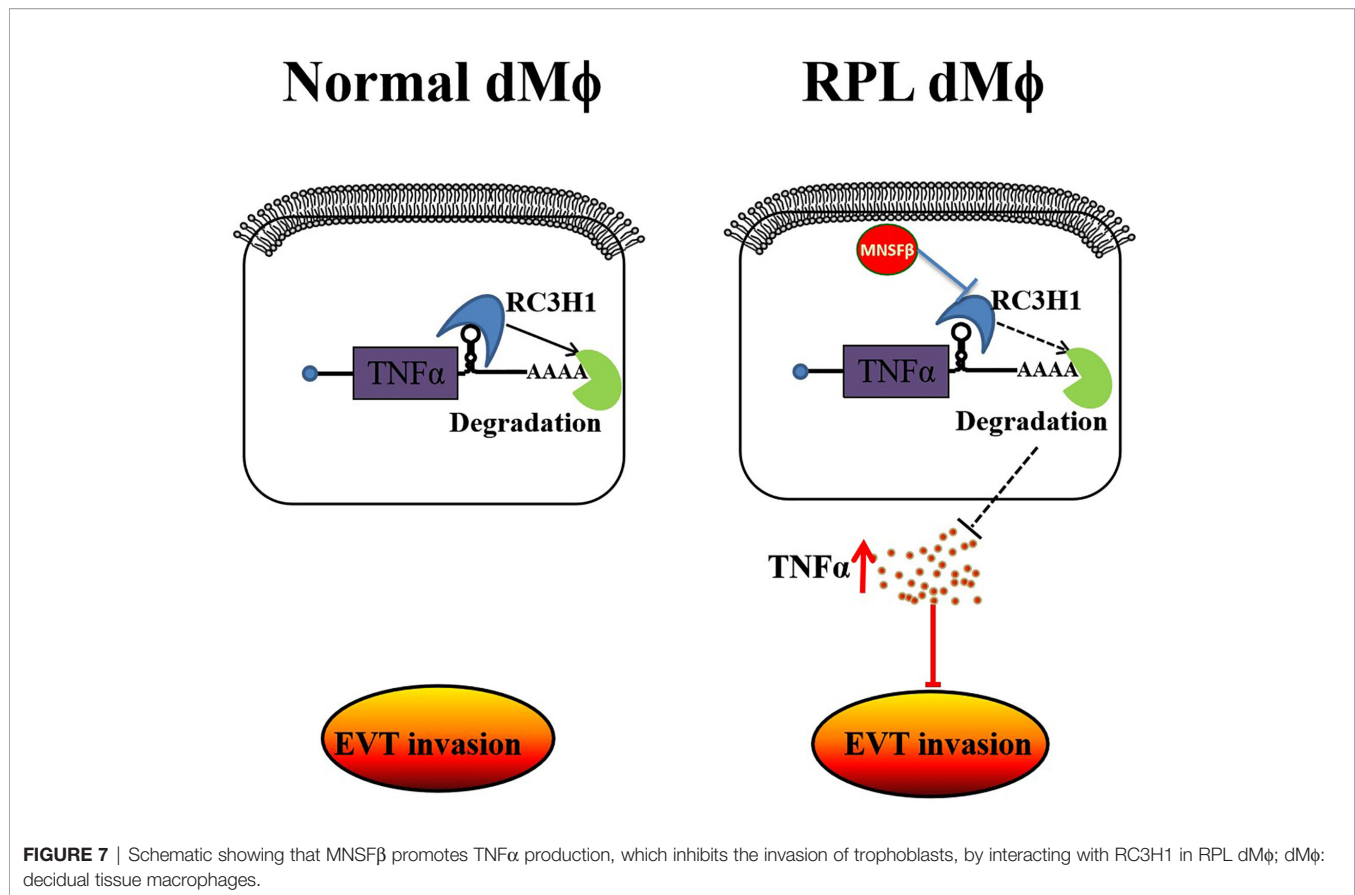 Normal dMϕ
RPL dMϕ
RC3H1
TNFα
AAAA
Degradation
MNSFβ
RC3H1
TNFα
AAAA
Degradation
TNFα
EVT invasion
EVT invasion
FIGURE 7 | Schematic showing that MNSFβ promotes TNFα production, which inhibits the invasion of trophoblasts, by interacting with RC3H1 in RPL dMϕ; dMϕ:
decidual tissue macrophages.